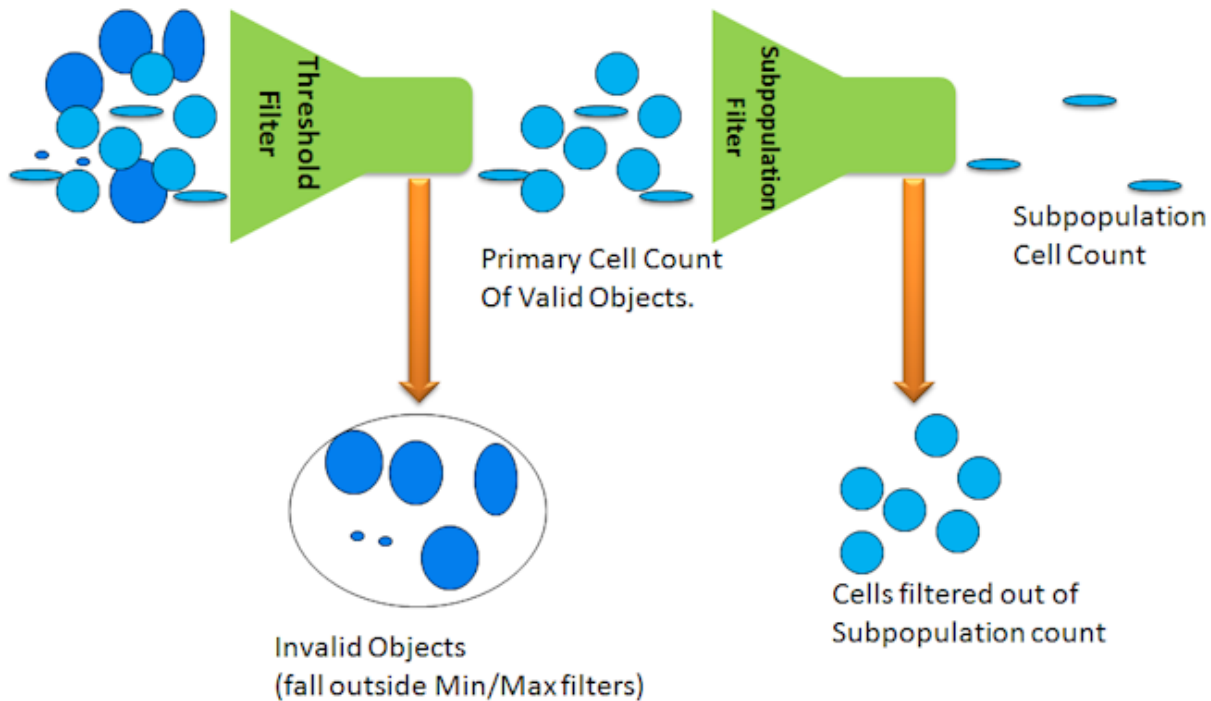 Threshold
Filter
Subpopulation
Filter
Primary Cell Count
Of Valid Objects.
Subpopulation
Cell Count
Invalid Objects
(fall outside Min/Max filters)
Cells filtered out of
Subpopulation count